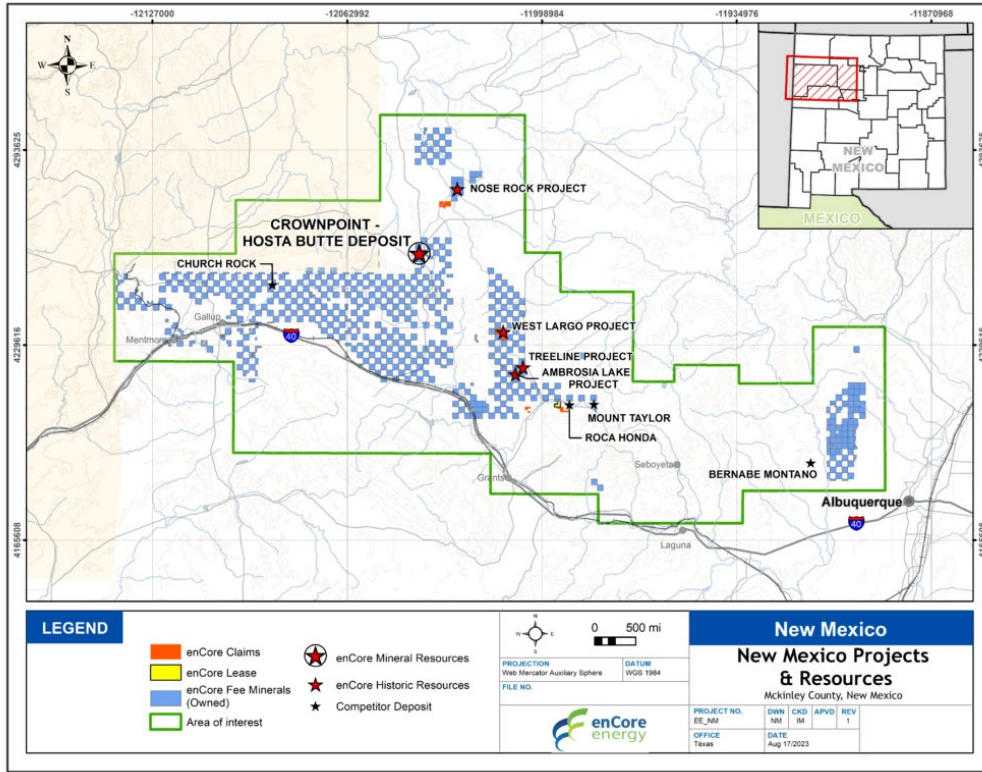 -12127000
-12062992
-11998984
-11934976
-11870968
4293625
4293625
4229616
4229616
4165608
4165608
N
W E
S
NEW
MEXICO
MEXICO
NOSE ROCK PROJECT
CROWNPOINT -
HOSTA BUTTE DEPOSIT
CHURCH ROCK
Gallup
Mentmore
40
WEST LARGO PROJECT
TREELINE PROJECT
AMBROSIA LAKE
PROJECT
MOUNT TAYLOR
ROCA HONDA
Seboyeta
BERNABE MONTANO
Grants
Albuquerque
40
Laguna
LEGEND
enCore Claims
enCore Lease
enCore Fee Minerals
(Owned)
Area of interest
enCore Mineral Resources
enCore Historic Resources
Competitor Deposit
N
W E
S
0 500 mi
PROJECTION
Web Mercator Auxiliary Sphere
DATUM
WGS 1984
FILE NO.
enCore
energy
New Mexico
New Mexico Projects
& Resources
Mckinley County, New Mexico
PROJECT NO.
EE_NM
DWN
NM
CKD
IM
APVD
REV
1
OFFICE
Texas
DATE
Aug 17/2023